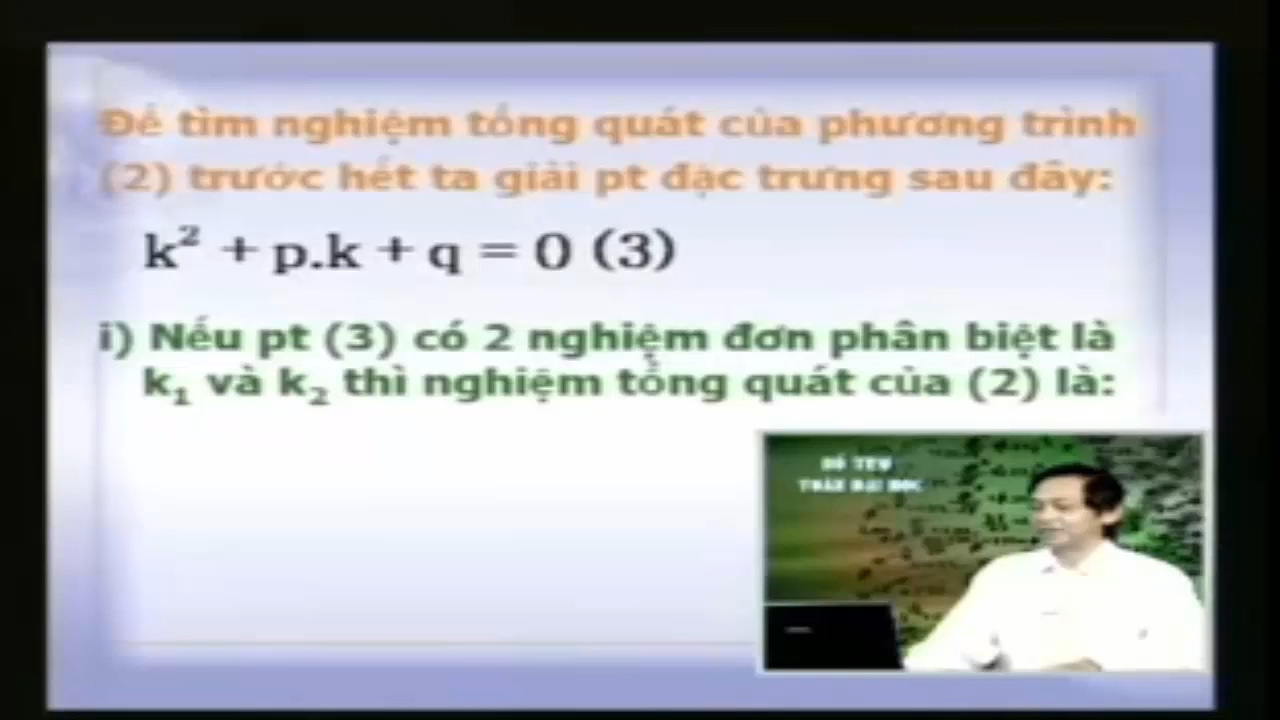 Để tìm nghiệm tổng quát của phương trình
(2) trước hết ta giải pt đặc trưng sau đây:
k² + p.k + q = 0 (3)
i) Nếu pt (3) có 2 nghiệm đơn phân biệt là
k₁ và k₂ thì nghiệm tổng quát của (2) là: